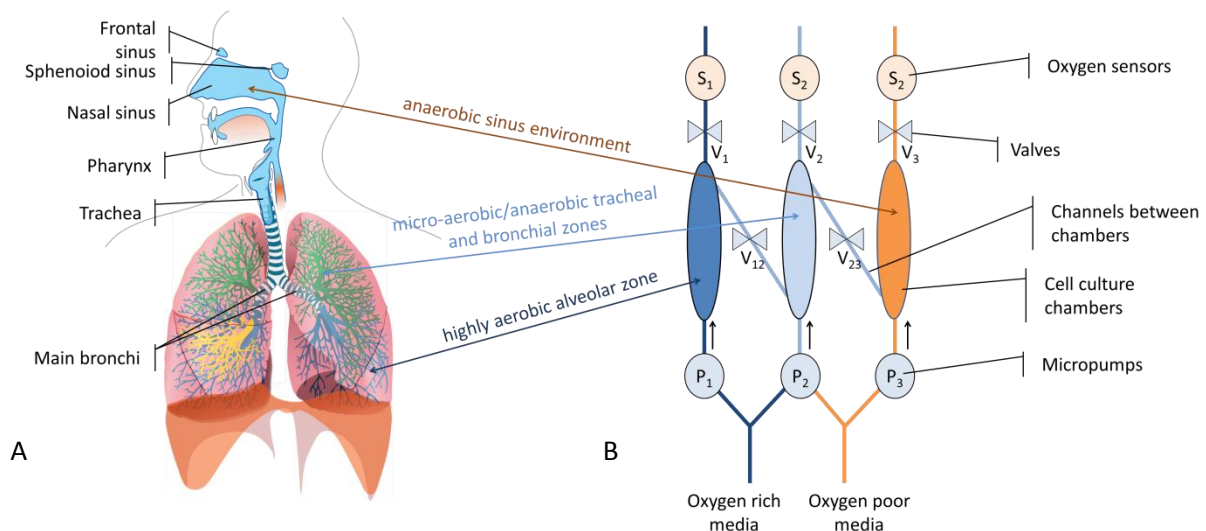 Frontal
sinus
Sphenoiod sinus
Nasal sinus
Pharynx
Trachea
Main bronchi
A
anaerobic sinus environment
micro-aerobic/anaerobic tracheal
and bronchial zones
highly aerobic alveolar zone
S1
S2
S2
Oxygen sensors
V1
V2
V3
Valves
V12
V23
Channels between
chambers
Cell culture
chambers
P1
P2
P3
Micropumps
B
Oxygen rich
media
Oxygen poor
media